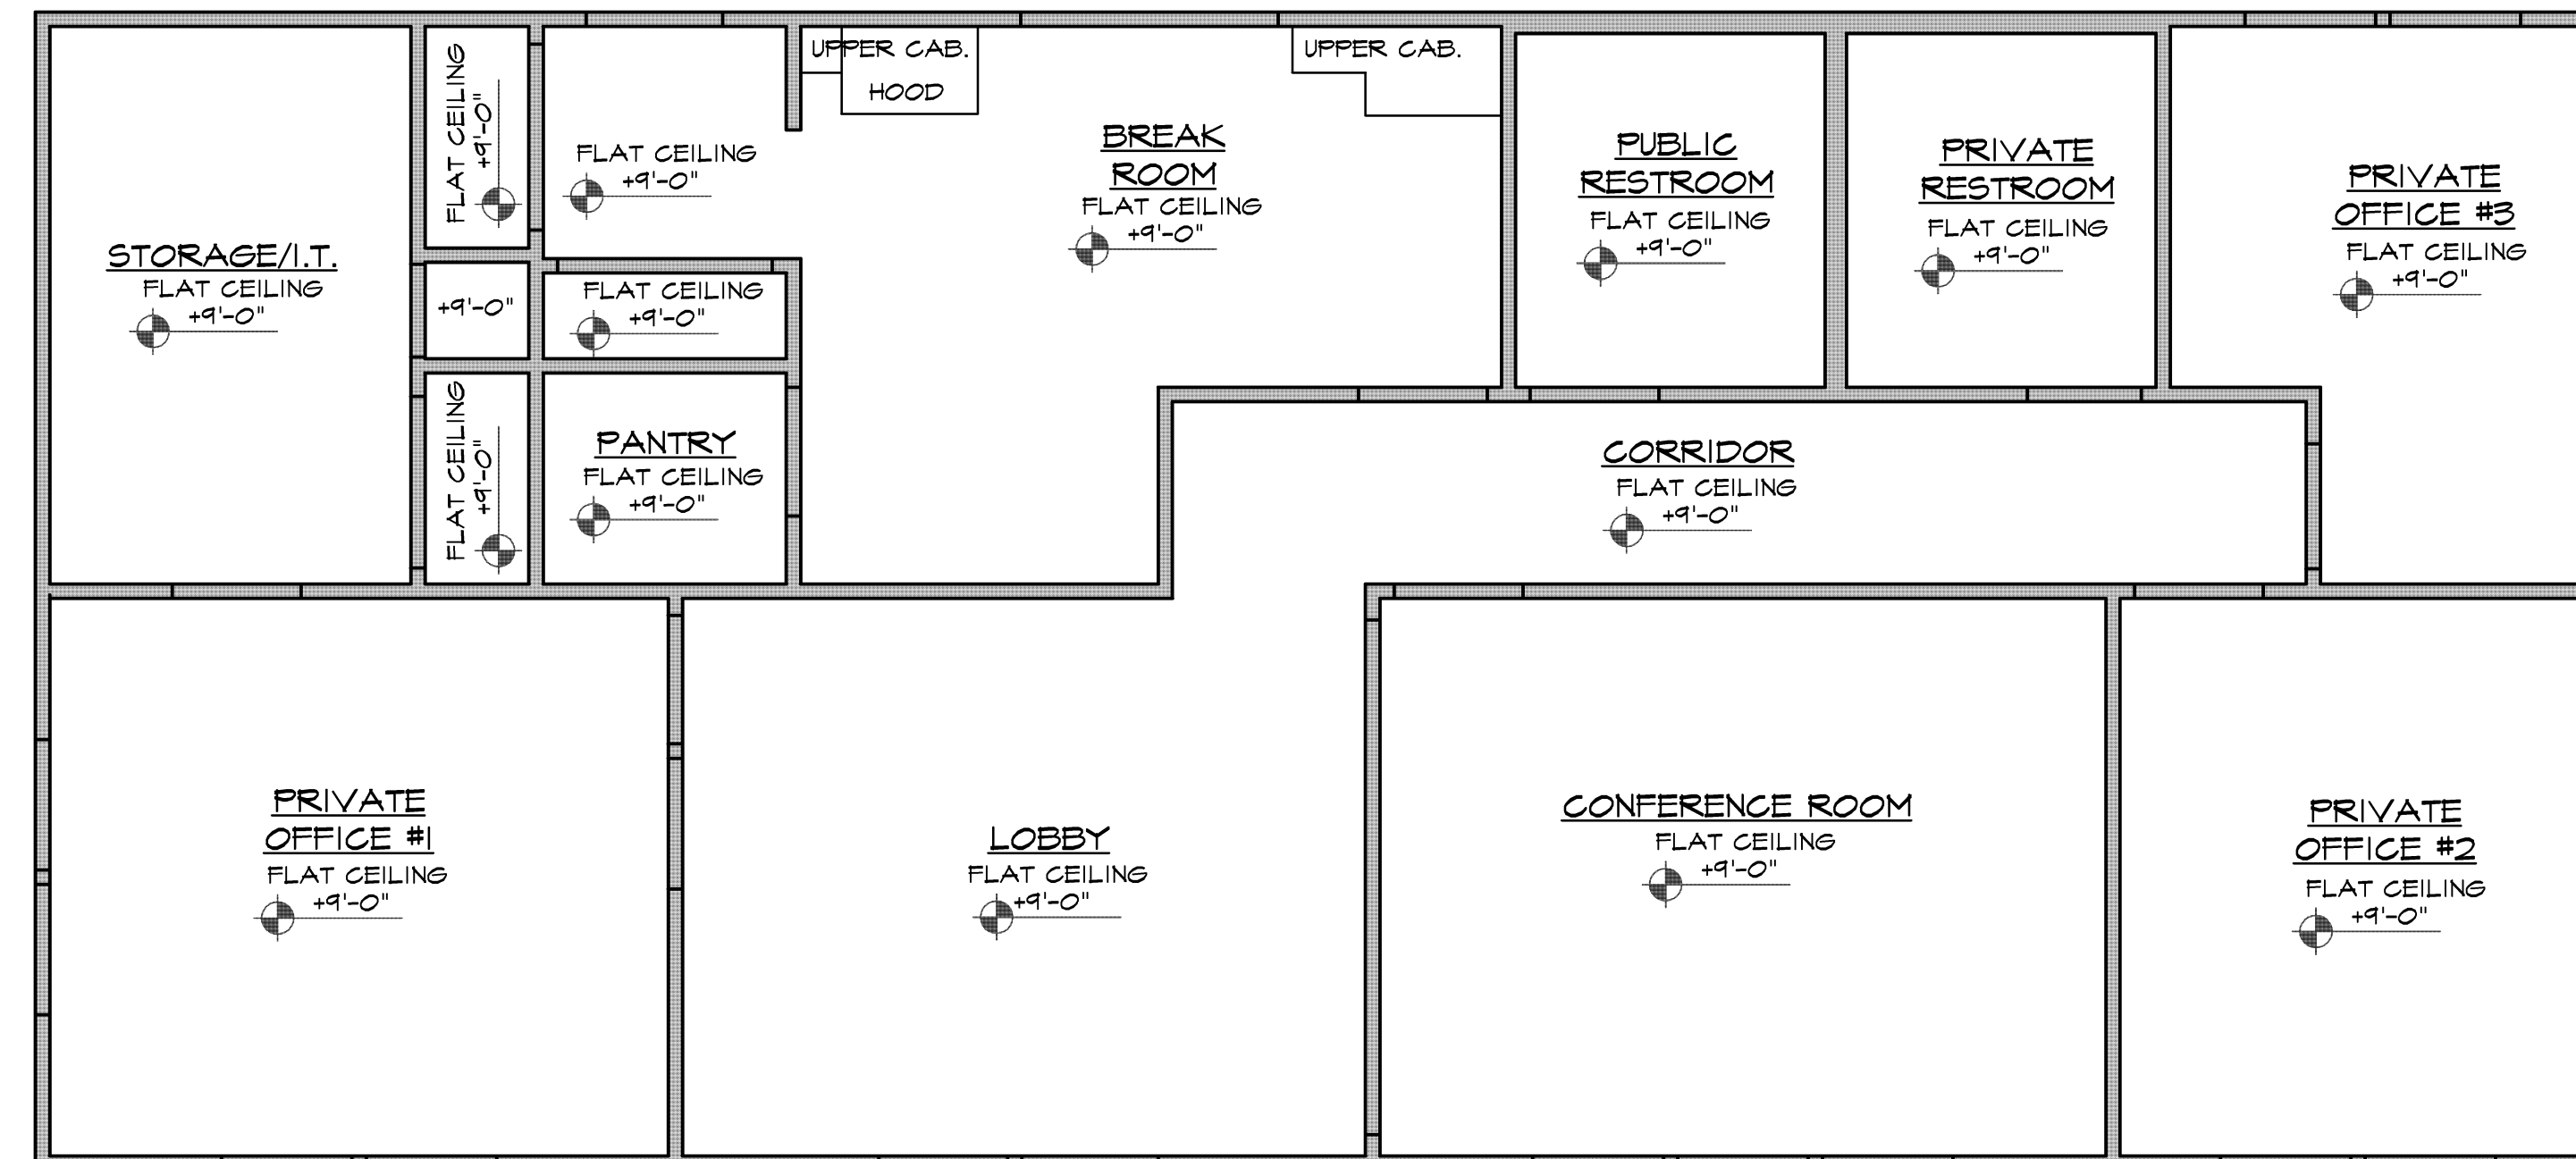 UPPER CAB.
HOOD
UPPER CAB.
FLAT CEILING
+9'-0"
FLAT CEILING
+9'-0"
BREAK
ROOM
FLAT CEILING
+9'-0"
PUBLIC
RESTROOM
FLAT CEILING
+9'-0"
PRIVATE
RESTROOM
FLAT CEILING
+9'-0"
PRIVATE
OFFICE #3
FLAT CEILING
+9'-0"
STORAGE/I.T.
FLAT CEILING
+9'-0"
+9'-0"
FLAT CEILING
+9'-0"
FLAT CEILING
+9'-0"
PANTRY
FLAT CEILING
+9'-0"
CORRIDOR
FLAT CEILING
+9'-0"
PRIVATE
OFFICE #1
FLAT CEILING
+9'-0"
LOBBY
FLAT CEILING
+9'-0"
CONFERENCE ROOM
FLAT CEILING
+9'-0"
PRIVATE
OFFICE #2
FLAT CEILING
+9'-0"